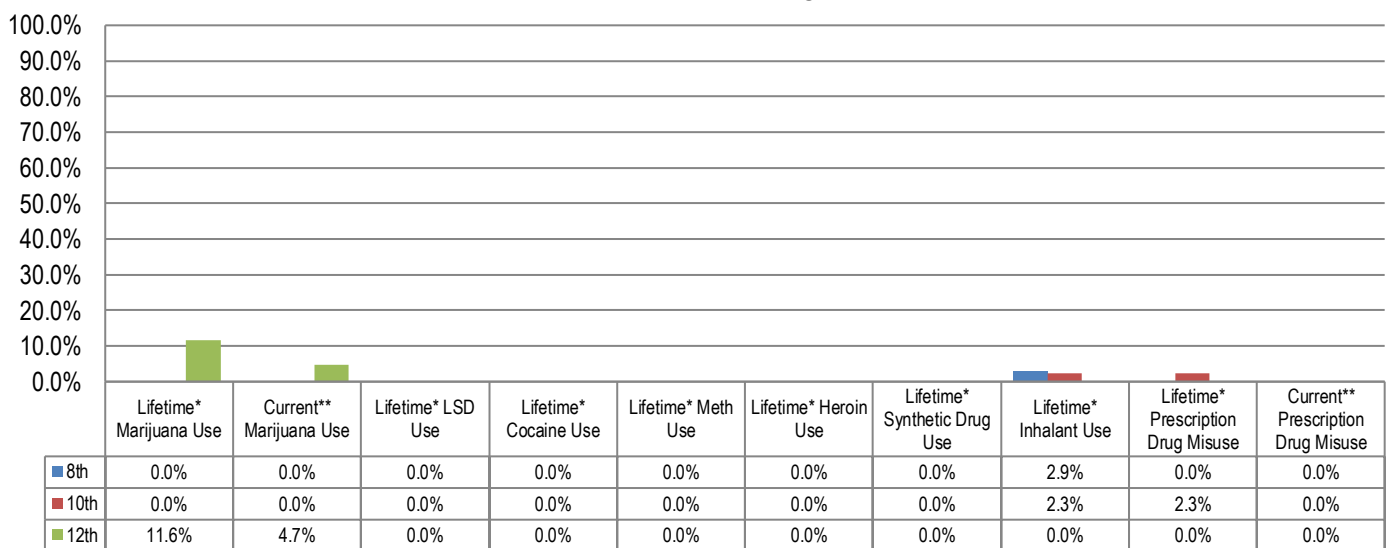 100.0%
90.0%
80.0%
70.0%
60.0%
50.0%
40.0%
30.0%
20.0%
10.0%
0.0%
Lifetime* Marijuana Use
Current** Marijuana Use
Lifetime* LSD Use
Lifetime* Cocaine Use
Lifetime* Meth Use
Lifetime* Heroin Use
Lifetime* Synthetic Drug Use
Lifetime* Inhalant Use
Lifetime* Prescription Drug Misuse
Current** Prescription Drug Misuse
8th 0.0% 0.0% 0.0% 0.0% 0.0% 0.0% 0.0% 2.9% 0.0% 0.0%
10th 0.0% 0.0% 0.0% 0.0% 0.0% 0.0% 0.0% 2.3% 2.3% 0.0%
12th 11.6% 4.7% 0.0% 0.0% 0.0% 0.0% 0.0% 0.0% 0.0% 0.0%